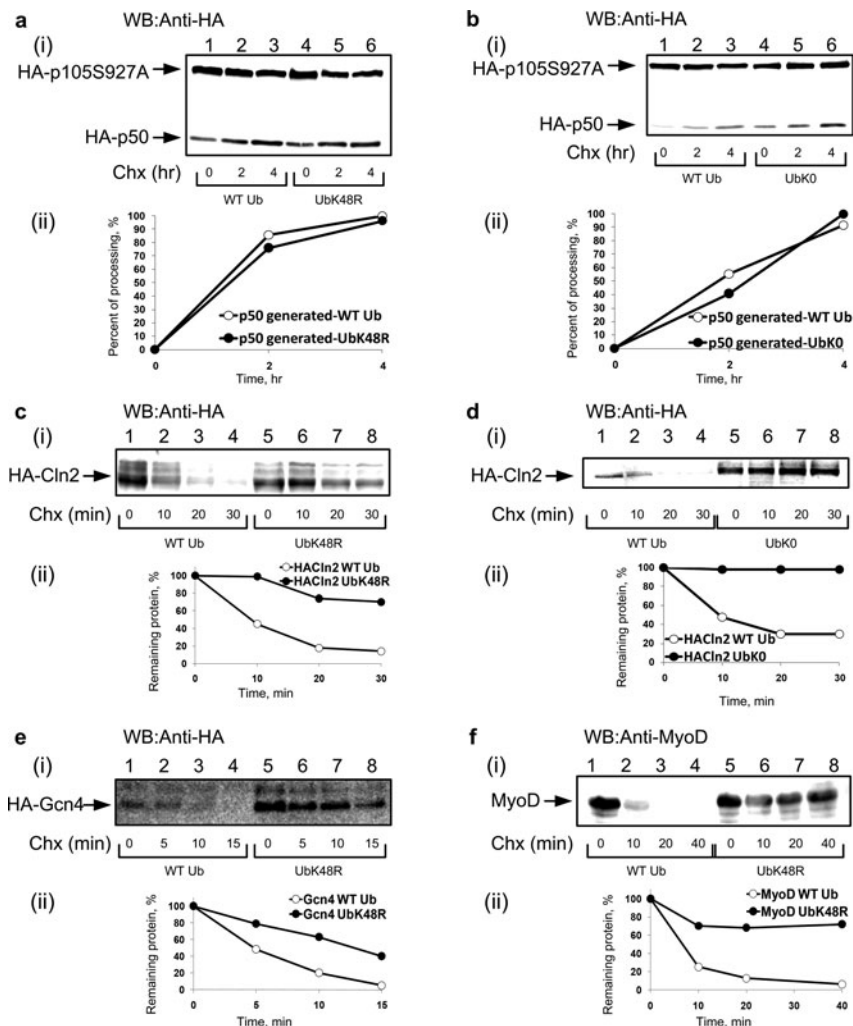 a
WB:Anti-HA
(i)
1 2 3 4 5 6
HA-p105S927A
HA-p50
Chx (hr) 0 2 4 0 2 4
WT Ub UbK48R
(ii)
Percent of processing, %
100
90
80
70
60
50
40
30
20
10
0
p50 generated-WT Ub
p50 generated-UbK48R
0 2 4
Time, hr
b
WB:Anti-HA
(i)
1 2 3 4 5 6
HA-p105S927A
HA-p50
Chx (hr) 0 2 4 0 2 4
WT Ub UbK0
(ii)
Percent of processing, %
100
90
80
70
60
50
40
30
20
10
0
p50 generated-WT Ub
p50 generated-UbK0
0 2 4
Time, hr
c
WB:Anti-HA
(i)
1 2 3 4 5 6 7 8
HA-Cln2
Chx (min) 0 10 20 30 0 10 20 30
WT Ub UbK48R
(ii)
HACln2 WT Ub
HACln2 UbK48R
Remaining protein, %
100
80
60
40
20
0
0 10 20 30
Time, min
d
WB:Anti-HA
(i)
1 2 3 4 5 6 7 8
HA-Cln2
Chx (min) 0 10 20 30 0 10 20 30
WT Ub UbK0
(ii)
Remaining protein, %
100
80
60
40
20
0
HACln2 WT Ub
HACln2 UbK0
0 10 20 30
Time, min
e
WB:Anti-HA
(i)
1 2 3 4 5 6 7 8
HA-Gcn4
Chx (min) 0 5 10 15 0 5 10 15
WT Ub UbK48R
(ii)
Gcn4 WT Ub
Gcn4 UbK48R
Remaining protein, %
100
80
60
40
20
0
0 5 10 15
Time, min
f
WB:Anti-MyoD
(i)
1 2 3 4 5 6 7 8
MyoD
Chx (min) 0 10 20 40 0 10 20 40
WT Ub UbK48R
(ii)
MyoD WT Ub
MyoD UbK48R
Remaining protein, %
100
80
60
40
20
0
0 10 20 30 40
Time, min